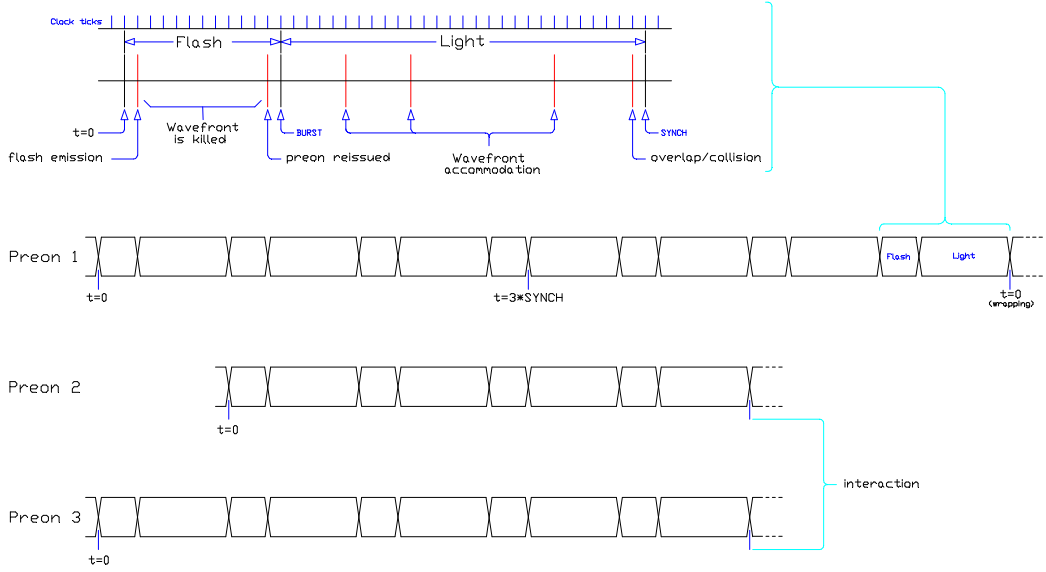 Clock ticks
Flash
Light
t=0
BURST
SYNCH
Wavefront
is killed
flash emission
preon reissued
Wavefront
accommodation
overlap/collision
Preon 1
Flash
Light
t=0
t=3*SYNCH
t=0
(wrapping)
Preon 2
t=0
interaction
Preon 3
t=0